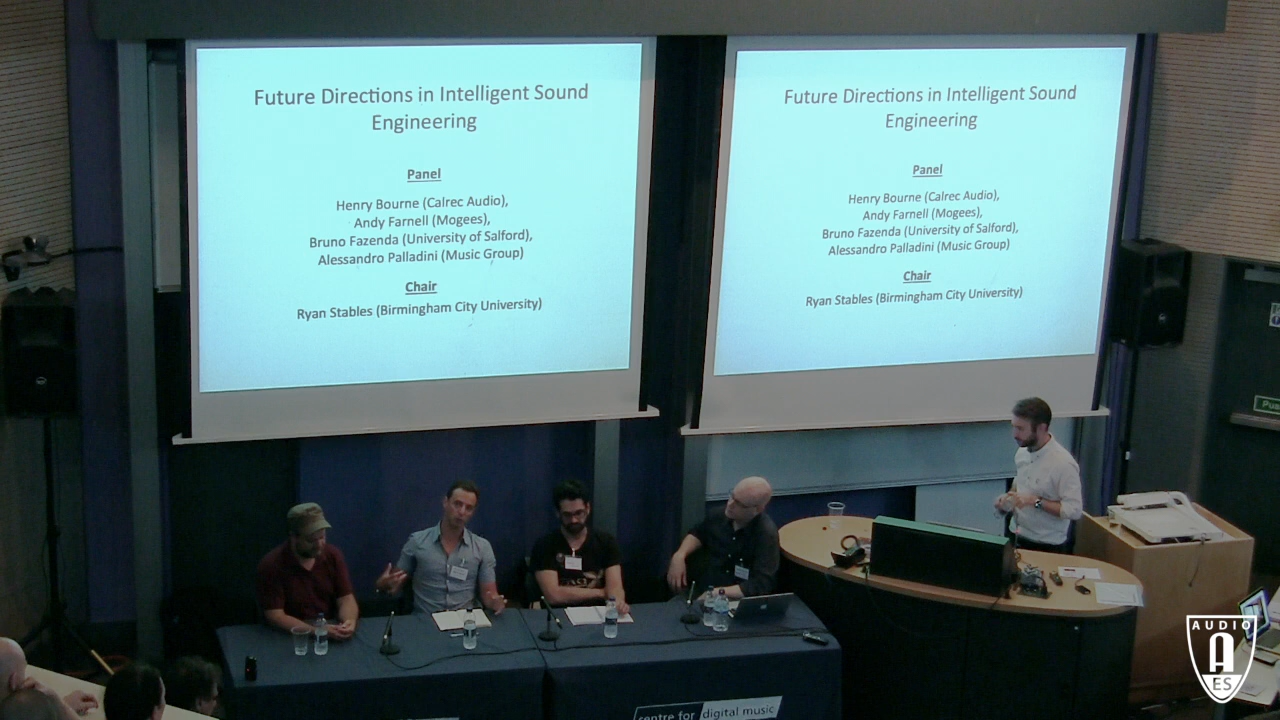 Future Directions in Intelligent Sound
Engineering
Panel
Henry Bourne (Calrec Audio),
Andy Farnell (Mogees),
Bruno Fazenda (University of Salford),
Alessandro Palladini (Music Group)
Chair
Ryan Stables (Birmingham City University)
Future Directions in Intelligent Sound
Engineering
Panel
Henry Bourne (Calrec Audio),
Andy Farnell (Mogees),
Bruno Fazenda (University of Salford),
Alessandro Palladini (Music Group)
Chair
Ryan Stables (Birmingham City University)
centre for digital music
AUDIO
A
ES